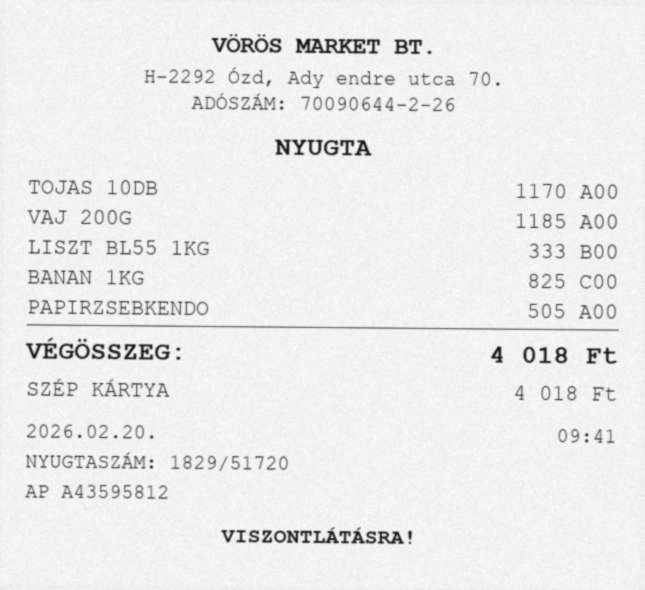 VÖRÖS MARKET BT.
H-2292 Ózd, Ady endre utca 70.
ADÓSZÁM: 70090644-2-26
NYUGTA
TOJAS 10DB 1170 A00
VAJ 200G 1185 A00
LISZT BL55 1KG 333 B00
BANAN 1KG 825 C00
PAPIRZSEBKENDO 505 A00
VÉGÖSSZEG: 4 018 Ft
SZÉP KÁRTYA 4 018 Ft
2026.02.20. 09:41
NYUGTASZÁM: 1829/51720
AP A43595812
VISZONTLÁTÁSRA!